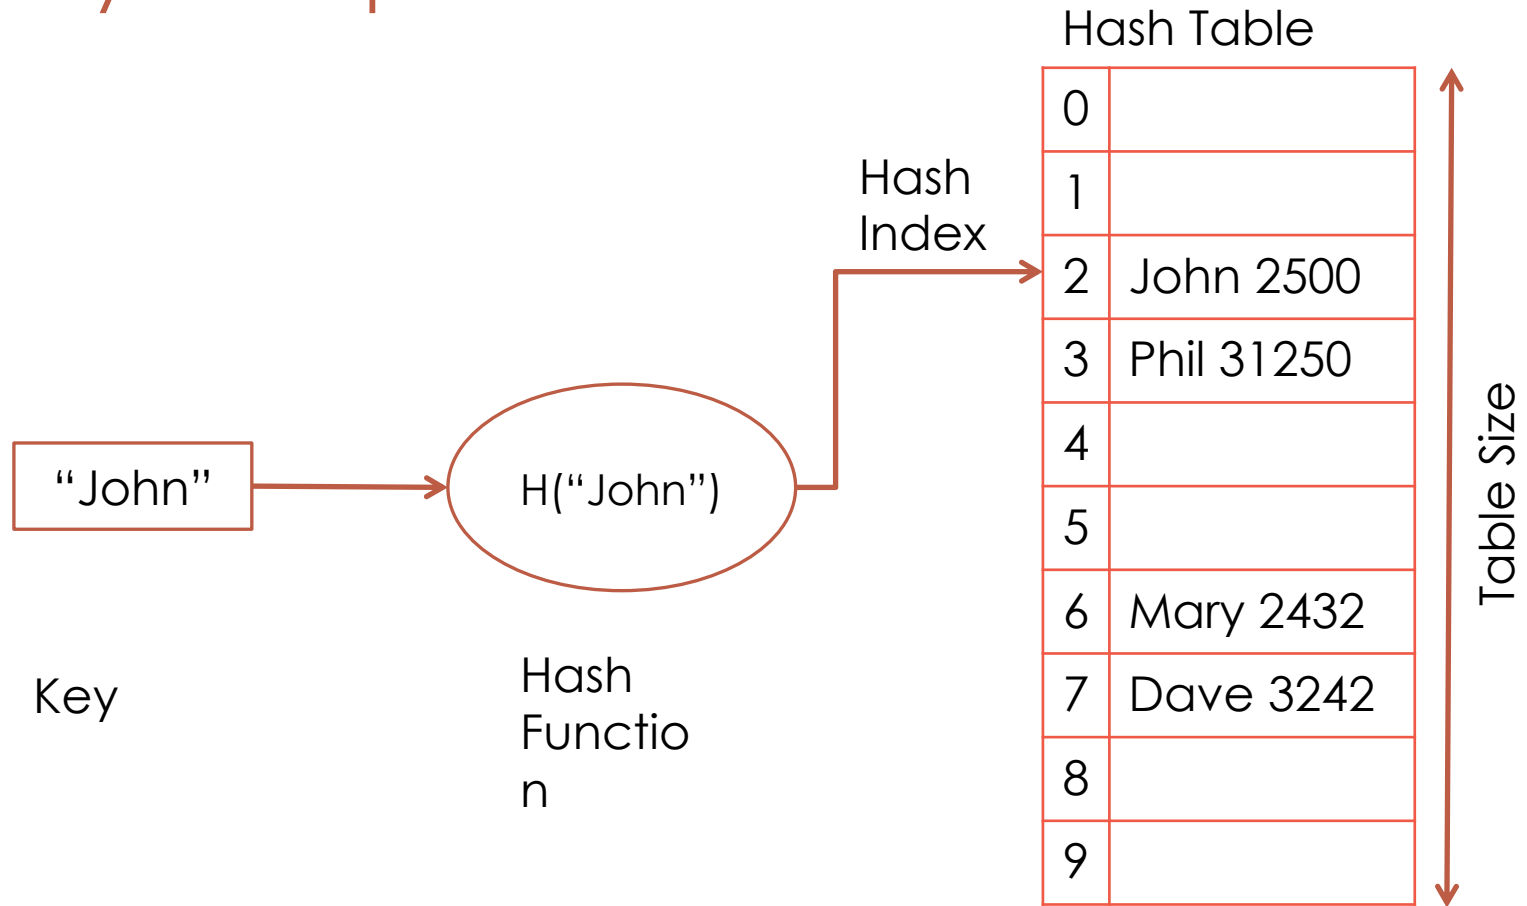 Hash Table
0
1
Hash
Index
2 John 2500
3 Phil 31250
4
“John”
H(“John”)
5
6 Mary 2432
7 Dave 3242
8
9
Table Size
Key
Hash
Functio
n